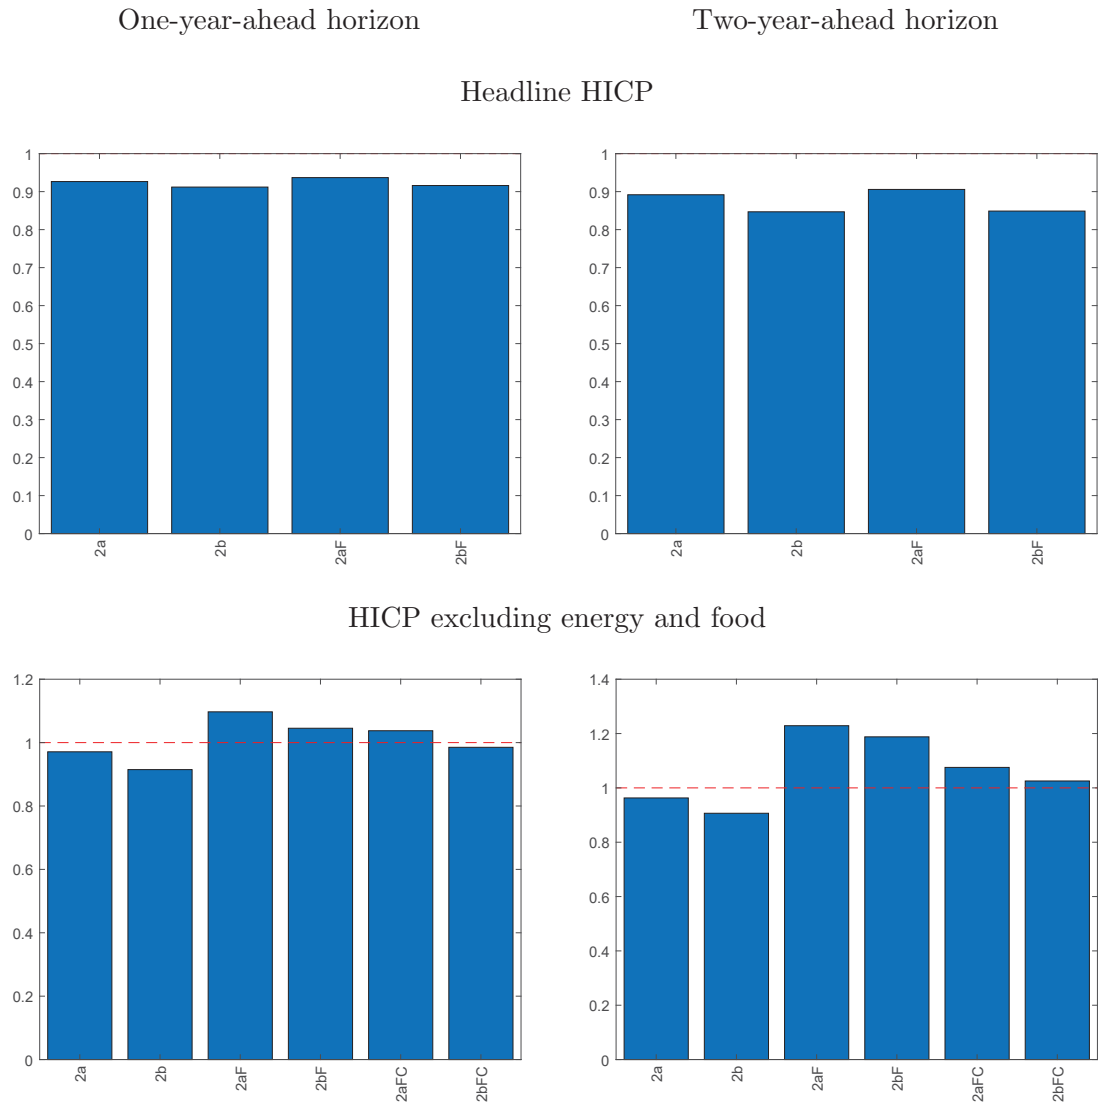 One-year-ahead horizon
Two-year-ahead horizon
Headline HICP
1
0.9
0.8
0.7
0.6
0.5
0.4
0.3
0.2
0.1
0
2a
2b
2aF
2bF
1
0.9
0.8
0.7
0.6
0.5
0.4
0.3
0.2
0.1
0
2a
2b
2aF
2bF
HICP excluding energy and food
1.2
1
0.8
0.6
0.4
0.2
0
2a
2b
2aF
2bF
2aFC
2bFC
1.4
1.2
1
0.8
0.6
0.4
0.2
0
2a
2b
2aF
2bF
2aFC
2bFC